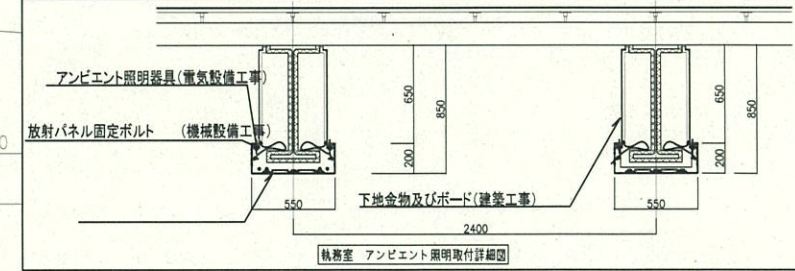 アンビエント照明器具(電気設備工事)
放射パネル固定ボルト (機械設備工事)
下地金物及びボード(建築工事)
650
200
850
550
650
200
850
550
2400
執務室 アンビエント照明取付詳細図